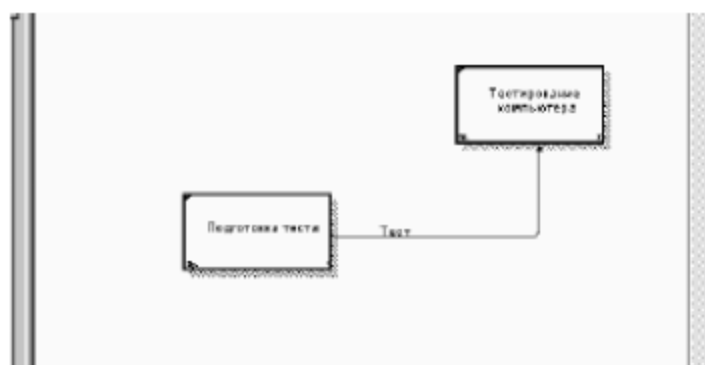 Тестирование
компьютера
Подготовка теста
Тест